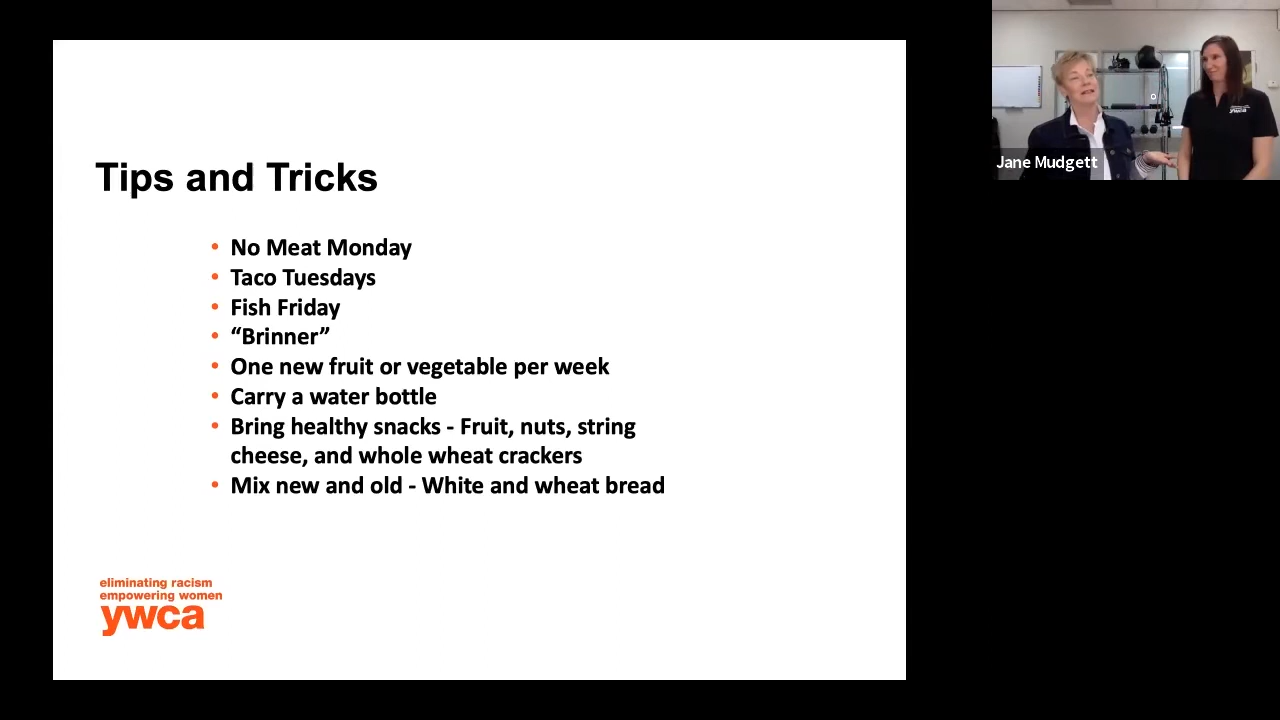 Tips and Tricks
• No Meat Monday
• Taco Tuesdays
• Fish Friday
• “Brinner”
• One new fruit or vegetable per week
• Carry a water bottle
• Bring healthy snacks - Fruit, nuts, string
cheese, and whole wheat crackers
• Mix new and old - White and wheat bread
eliminating racism
empowering women
ywca
Jane Mudgett
ywca